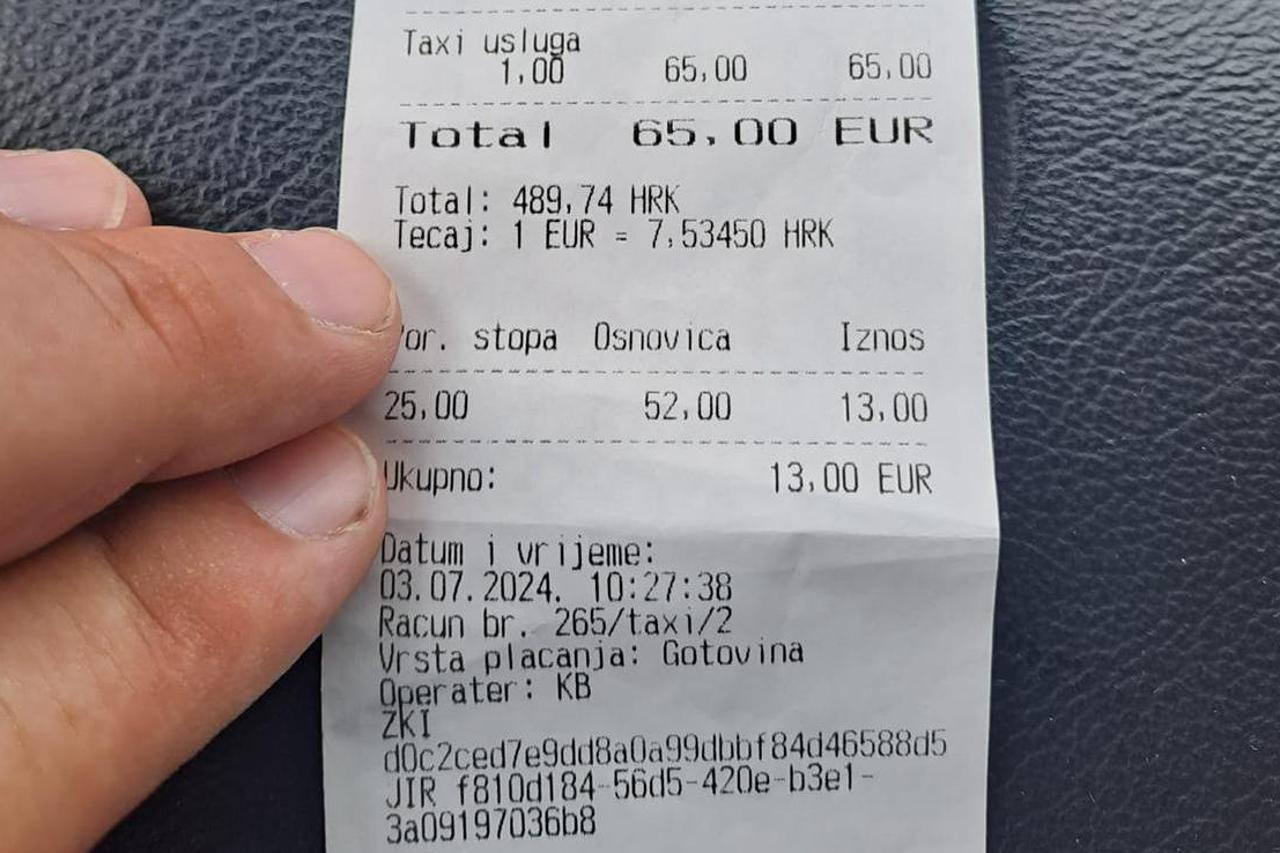 Taxi usluga
1,00 65,00 65,00
Total 65,00 EUR
Total: 489,74 HRK
Tecaj: 1 EUR = 7,53450 HRK
Por. stopa Osnovica Iznos
25,00 52,00 13,00
Ukupno: 13,00 EUR
Datum i vrijeme:
03.07.2024. 10:27:38
Racun br. 265/taxi/2
Vrsta placanja: Gotovina
Operater: KB
ZKI
d0c2ced7e9dd8a0a99dbbf84d46588d5
JIR f810d184-56d5-420e-b3e1-
3a09197036b8